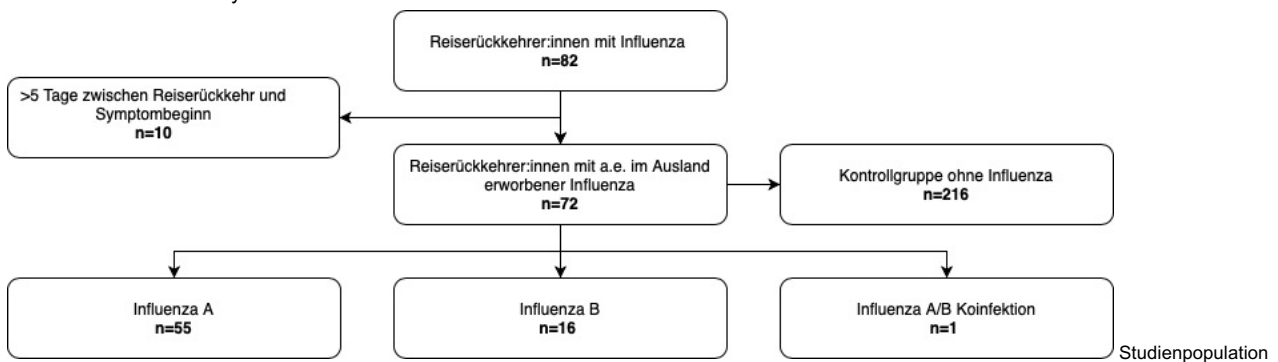 Reiserückkehrer:innen mit Influenza
n=82
>5 Tage zwischen Reiserückkehr und
Symptombeginn
n=10
Reiserückkehrer:innen mit a.e. im Ausland
erworbener Influenza
n=72
Kontrollgruppe ohne Influenza
n=216
Influenza A
n=55
Influenza B
n=16
Influenza A/B Koinfektion
n=1
Studienpopulation